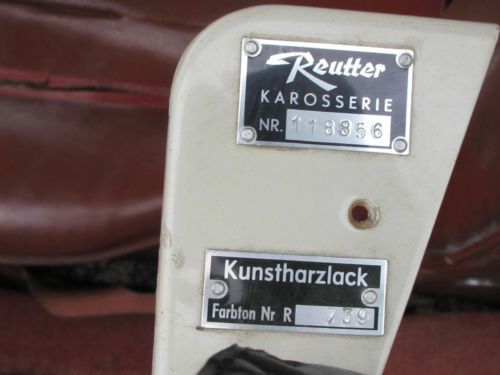 Reutter
KAROSSERIE
NR. 118856
Kunstharzlack
Farbton Nr R 739